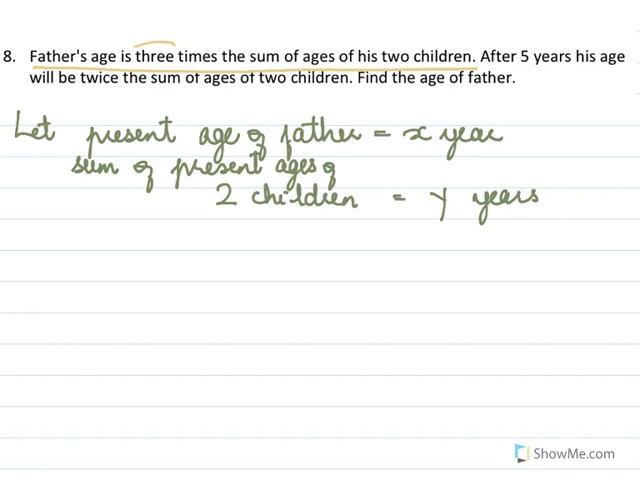 8. Father's age is three times the sum of ages of his two children. After 5 years his age
will be twice the sum of ages of two children. Find the age of father.
Let present age of father = x year
sum of present ages of
2 children = y years
ShowMe.com